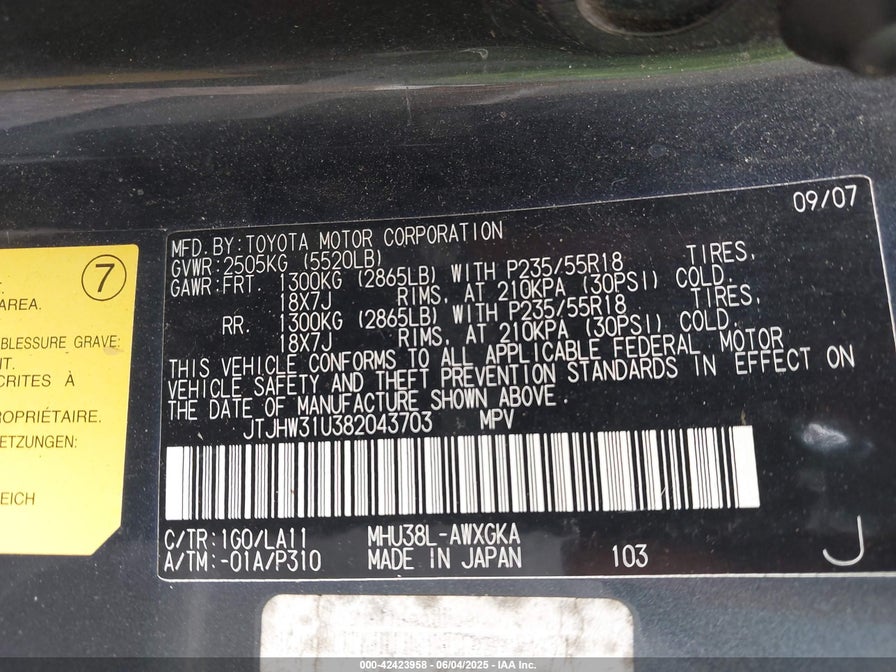 7
AREA.
BLESSURE GRAVE:
NT.
CRITES À
PROPRIÉTAIRE.
ETZUNGEN:
REICH
09/07
MFD.BY:TOYOTA MOTOR CORPORATION
GVWR:2505KG (5520LB)
GAWR:FRT. 1300KG (2865LB) WITH P235/55R18 TIRES,
18X7J RIMS, AT 210KPA (30PSI) COLD.
RR. 1300KG (2865LB) WITH P235/55R18 TIRES,
18X7J RIMS, AT 210KPA (30PSI) COLD.
THIS VEHICLE CONFORMS TO ALL APPLICABLE FEDERAL MOTOR
VEHICLE SAFETY AND THEFT PREVENTION STANDARDS IN EFFECT ON
THE DATE OF MANUFACTURE SHOWN ABOVE.
JTJHW31U382043703 MPV
C/TR:1G0/LA11 MHU38L-AWXGKA
A/TM:-01A/P310 MADE IN JAPAN 103 J
000-42423958 - 06/04/2025 - IAA Inc.